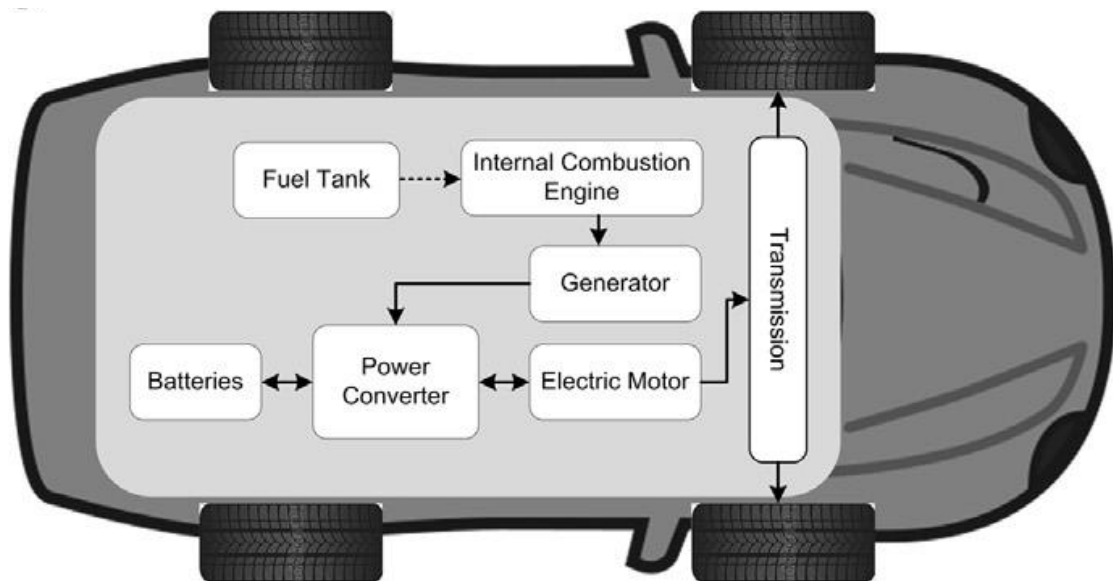 Fuel Tank
Internal Combustion
Engine
Generator
Transmission
Batteries
Power
Converter
Electric Motor